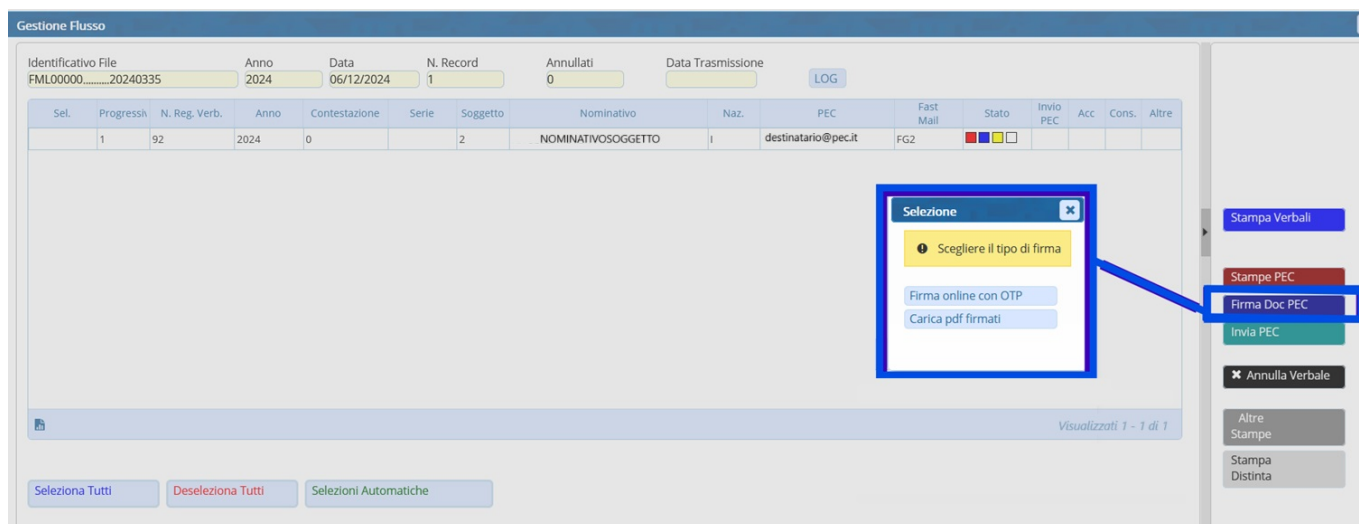 Gestione Flusso
Identificativo File Anno Data N. Record Annullati Data Trasmissione
FML00000..........20240335 2024 06/12/2024 1 0 LOG
Sel. Progressiv N. Reg. Verb. Anno Contestazione Serie Soggetto Nominativo Naz. PEC Fast Mail Stato Invio PEC Acc Cons. Altre
1 92 2024 0 2 NOMINATIVOSOGGETTO I destinatario@pec.it FG2
Selezione
Scegliere il tipo di firma
Firma online con OTP
Carica pdf firmati
Stampa Verbali
Stampe PEC
Firma Doc PEC
Invia PEC
Annulla Verbale
Altre
Stampe
Stampa
Distinta
Visualizzati 1 - 1 di 1
Seleziona Tutti Deseleziona Tutti Selezioni Automatiche